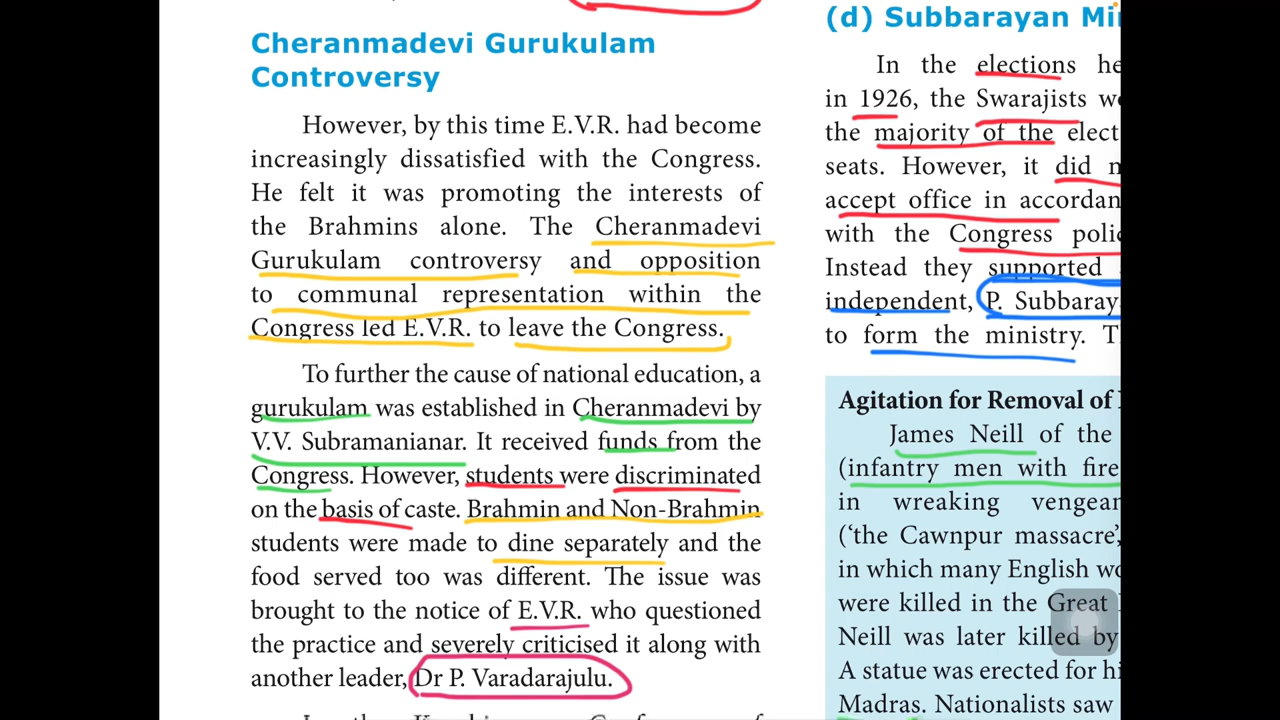 Cheranmadevi Gurukulam
Controversy
However, by this time E.V.R. had become
increasingly dissatisfied with the Congress.
He felt it was promoting the interests of
the Brahmins alone. The Cheranmadevi
Gurukulam controversy and opposition
to communal representation within the
Congress led E.V.R. to leave the Congress.
To further the cause of national education, a
gurukulam was established in Cheranmadevi by
V.V. Subramanianar. It received funds from the
Congress. However, students were discriminated
on the basis of caste. Brahmin and Non-Brahmin
students were made to dine separately and the
food served too was different. The issue was
brought to the notice of E.V.R. who questioned
the practice and severely criticised it along with
another leader, Dr P. Varadarajulu.
(d) Subbarayan
In the elections
in 1926, the Swarajists
the majority of the
seats. However, it did
accept office in
with the Congress
Instead they supported
independent, P.
to form the ministry.
Agitation for Removal of
James Neill of the
(infantry men with
in wreaking
('the Cawnpur massacre',
in which many English
were killed in the Great
Neill was later killed by
A statue was erected for
Madras. Nationalists saw